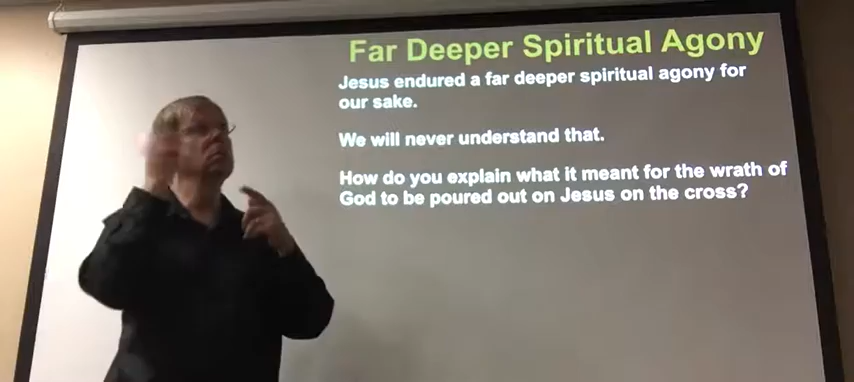 Far Deeper Spiritual Agony
Jesus endured a far deeper spiritual agony for
our sake.
We will never understand that.
How do you explain what it meant for the wrath of
God to be poured out on Jesus on the cross?